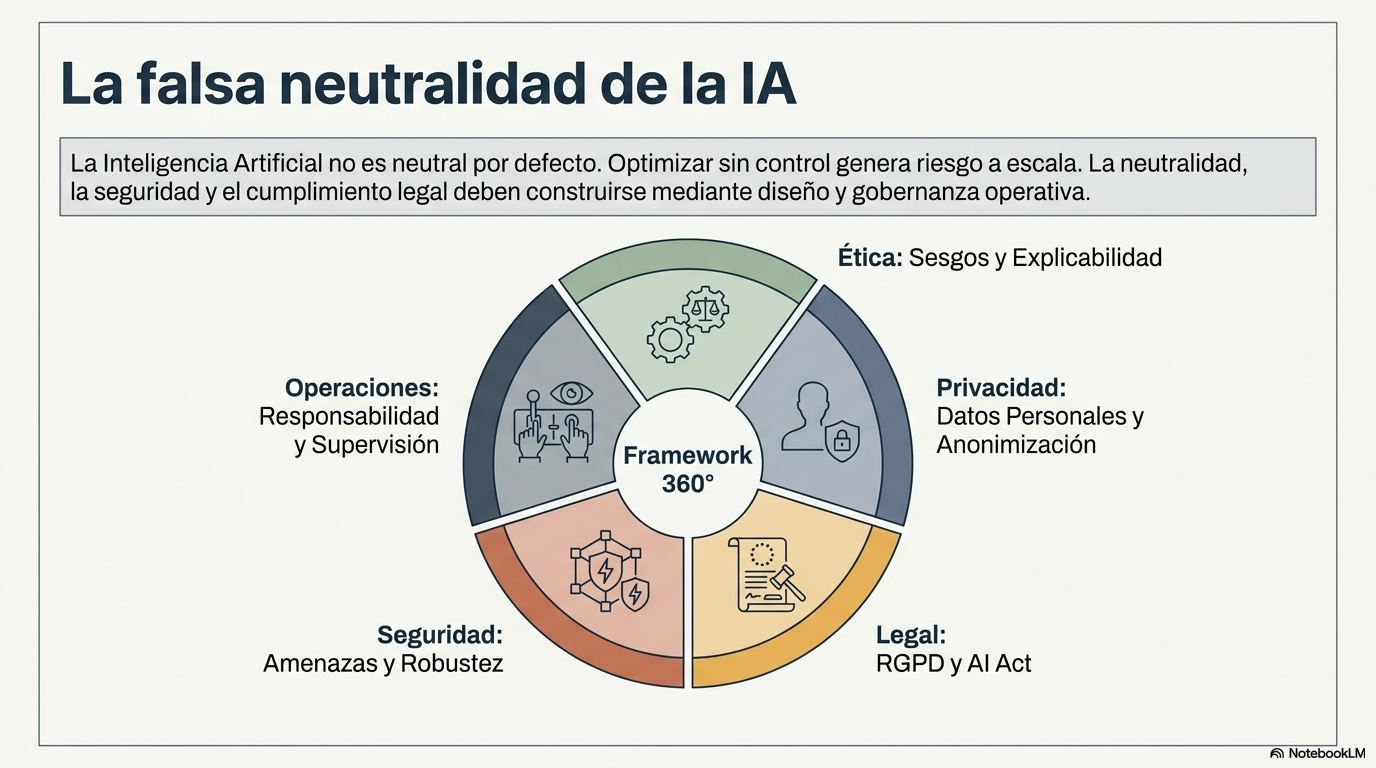 La falsa neutralidad de la IA
La Inteligencia Artificial no es neutral por defecto. Optimizar sin control genera riesgo a escala. La neutralidad,
la seguridad y el cumplimiento legal deben construirse mediante diseño y gobernanza operativa.
Ética: Sesgos y Explicabilidad
Operaciones:
Responsabilidad
y Supervisión
Privacidad:
Datos Personales y
Anonimización
Framework
360°
Seguridad:
Amenazas y Robustez
Legal:
RGPD y AI Act
NotebookLM